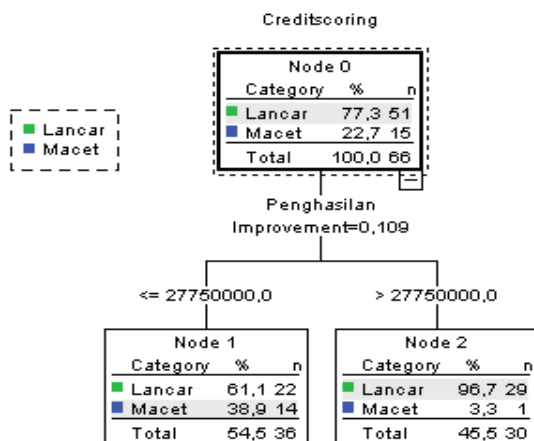 Creditscoring
Lancar
Macet
Node 0
Category % n
Lancar 77,3 51
Macet 22,7 15
Total 100,0 66
Penghasilan
Improvement=0,109
<= 27750000,0
> 27750000,0
Node 1
Category % n
Lancar 61,1 22
Macet 38,9 14
Total 54,5 36
Node 2
Category % n
Lancar 96,7 29
Macet 3,3 1
Total 45,5 30